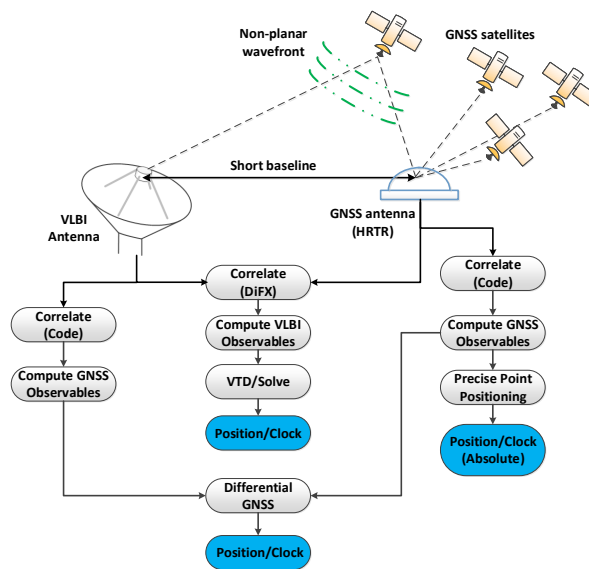 Non-planar
wavefront
GNSS satellites
Short baseline
VLBI
Antenna
GNSS antenna
(HRTR)
Correlate
(DiFX)
Correlate
(Code)
Correlate
(Code)
Compute VLBI
Observables
Compute GNSS
Observables
Compute GNSS
Observables
VTD/Solve
Precise Point
Positioning
Position/Clock
Position/Clock
(Absolute)
Differential
GNSS
Position/Clock